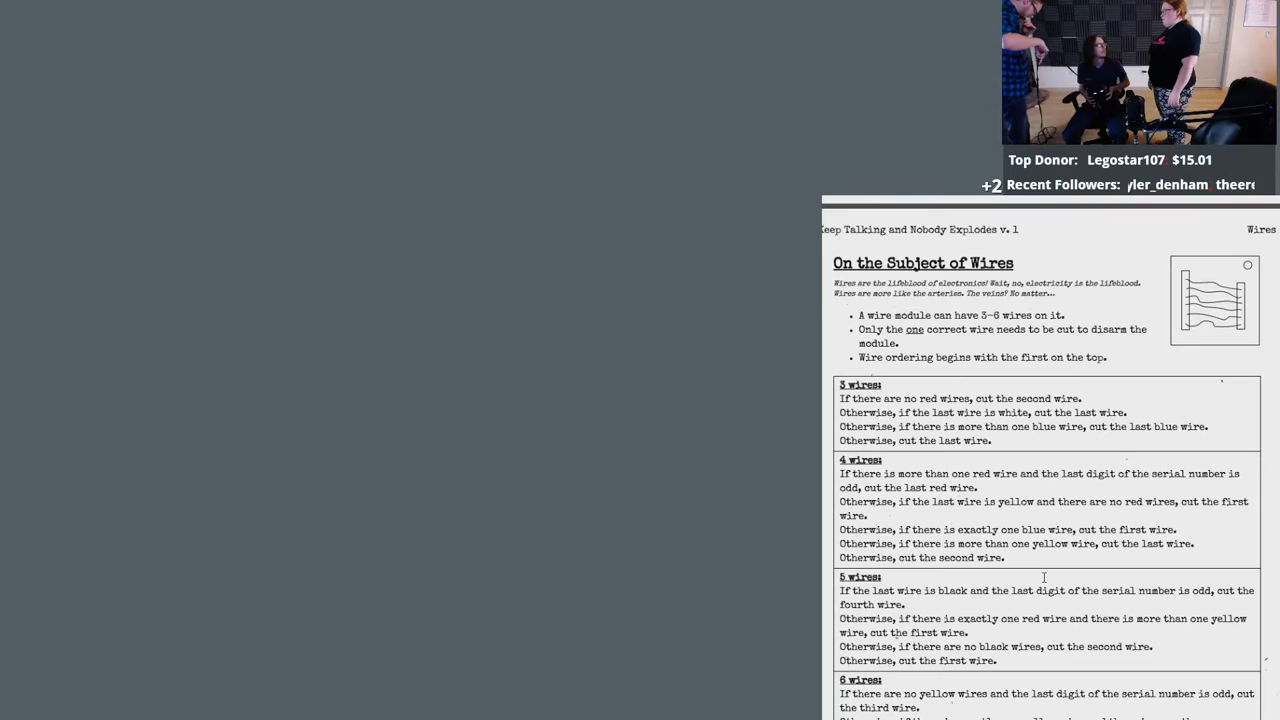 Top Donor: Legostar107 $15.01
+2 Recent Followers: yler_denham theere
Keep Talking and Nobody Explodes v. 1
Wires
On the Subject of Wires
Wires are the lifeblood of electronics! Wait, no, electricity is the lifeblood.
Wires are more like the arteries. The veins? No matter...
• A wire module can have 3-6 wires on it.
• Only the one correct wire needs to be cut to disarm the
module.
• Wire ordering begins with the first on the top.
3 wires:
If there are no red wires, cut the second wire.
Otherwise, if the last wire is white, cut the last wire.
Otherwise, if there is more than one blue wire, cut the last blue wire.
Otherwise, cut the last wire.
4 wires:
If there is more than one red wire and the last digit of the serial number is
odd, cut the last red wire.
Otherwise, if the last wire is yellow and there are no red wires, cut the first
wire.
Otherwise, if there is exactly one blue wire, cut the first wire.
Otherwise, if there is more than one yellow wire, cut the last wire.
Otherwise, cut the second wire.
5 wires:
If the last wire is black and the last digit of the serial number is odd, cut the
fourth wire.
Otherwise, if there is exactly one red wire and there is more than one yellow
wire, cut the first wire.
Otherwise, if there are no black wires, cut the second wire.
Otherwise, cut the first wire.
6 wires:
If there are no yellow wires and the last digit of the serial number is odd, cut
the third wire.